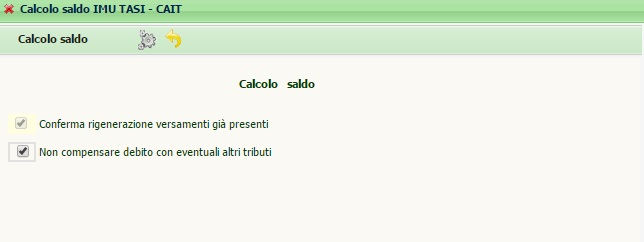 Calcolo saldo IMU TASI - CAIT
Calcolo saldo
Calcolo saldo
Conferma rigenerazione versamenti già presenti
Non compensare debito con eventuali altri tributi